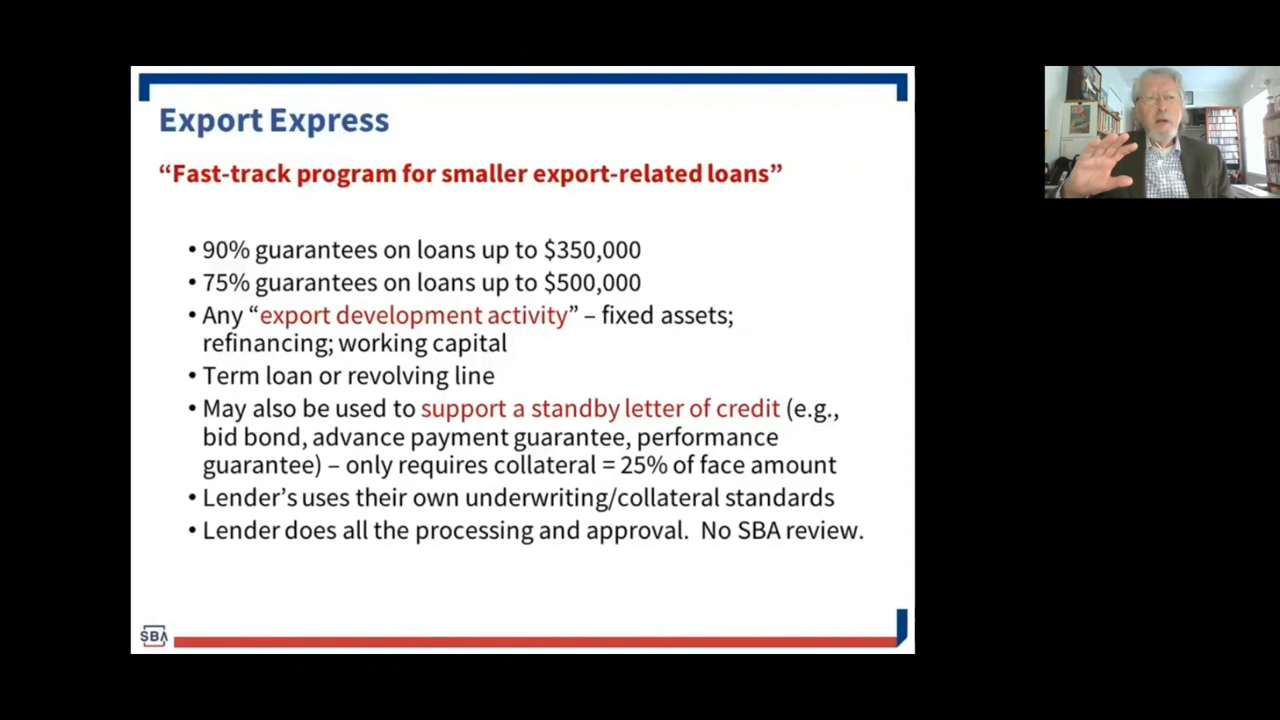 Export Express
“Fast-track program for smaller export-related loans”
• 90% guarantees on loans up to $350,000
• 75% guarantees on loans up to $500,000
• Any “export development activity” – fixed assets;
refinancing; working capital
• Term loan or revolving line
• May also be used to support a standby letter of credit (e.g.,
bid bond, advance payment guarantee, performance
guarantee) – only requires collateral = 25% of face amount
• Lender’s uses their own underwriting/collateral standards
• Lender does all the processing and approval.  No SBA review.
SBA